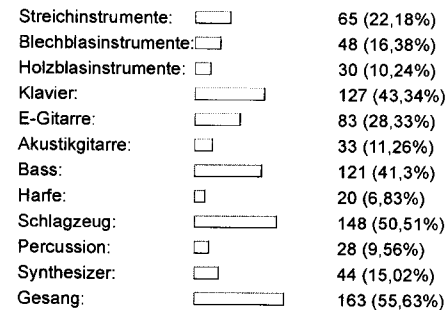 Streichinstrumente: 65 (22,18%)
Blechblasinstrumente: 48 (16,38%)
Holzblasinstrumente: 30 (10,24%)
Klavier: 127 (43,34%)
E-Gitarre: 83 (28,33%)
Akustikgitarre: 33 (11,26%)
Bass: 121 (41,3%)
Harfe: 20 (6,83%)
Schlagzeug: 148 (50,51%)
Percussion: 28 (9,56%)
Synthesizer: 44 (15,02%)
Gesang: 163 (55,63%)